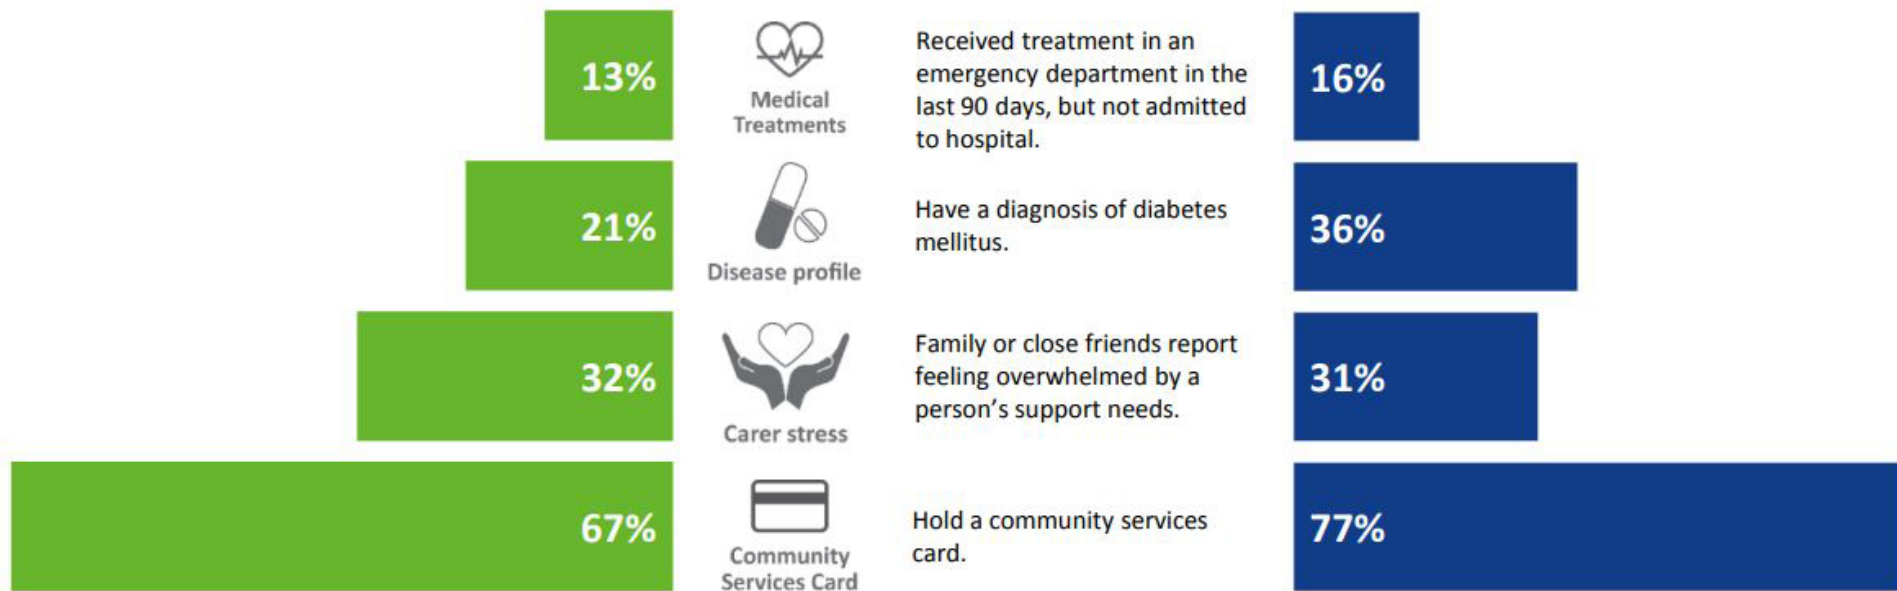 13%
Medical
Treatments
Received treatment in an
emergency department in the
last 90 days, but not admitted
to hospital.
16%
21%
Disease profile
Have a diagnosis of diabetes
mellitus.
36%
32%
Carer stress
Family or close friends report
feeling overwhelmed by a
person’s support needs.
31%
67%
Community
Services Card
Hold a community services
card.
77%